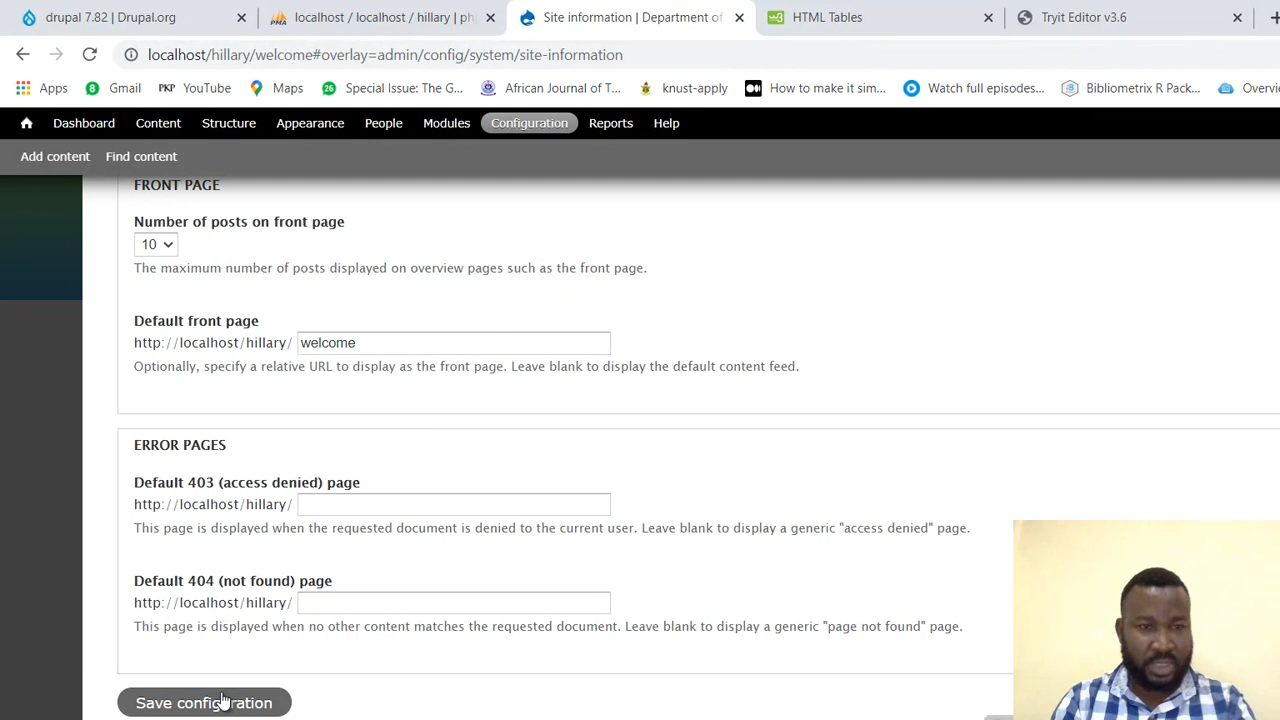 drupal 7.82 | Drupal.org
localhost / localhost / hillary | ph
Site information | Department of
HTML Tables
Tryit Editor v3.6
localhost/hillary/welcome#overlay=admin/config/system/site-information
Apps
Gmail
PKP YouTube
Maps
26 Special Issue: The G...
African Journal of T...
knust-apply
How to make it sim...
Watch full episodes...
Bibliometrix R Pack...
Overvie
Dashboard Content Structure Appearance People Modules Configuration Reports Help
Add content Find content
FRONT PAGE
Number of posts on front page
10
The maximum number of posts displayed on overview pages such as the front page.
Default front page
http://localhost/hillary/ welcome
Optionally, specify a relative URL to display as the front page. Leave blank to display the default content feed.
ERROR PAGES
Default 403 (access denied) page
http://localhost/hillary/
This page is displayed when the requested document is denied to the current user. Leave blank to display a generic "access denied" page.
Default 404 (not found) page
http://localhost/hillary/
This page is displayed when no other content matches the requested document. Leave blank to display a generic "page not found" page.
Save configuration